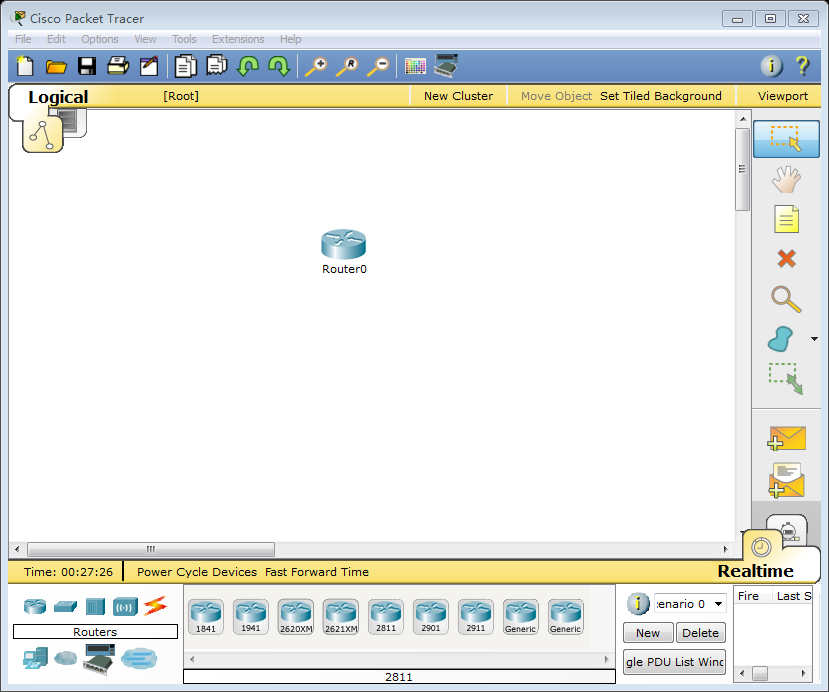 Cisco Packet Tracer
File Edit Options View Tools Extensions Help
Logical [Root] New Cluster Move Object Set Tiled Background Viewport
Router0
Time: 00:27:26 Power Cycle Devices Fast Forward Time Realtime
Routers
1841 1941 2620XM 2621XM 2811 2901 2911 Generic Generic
2811
enario 0
New Delete
gle PDU List Wind
Fire Last S